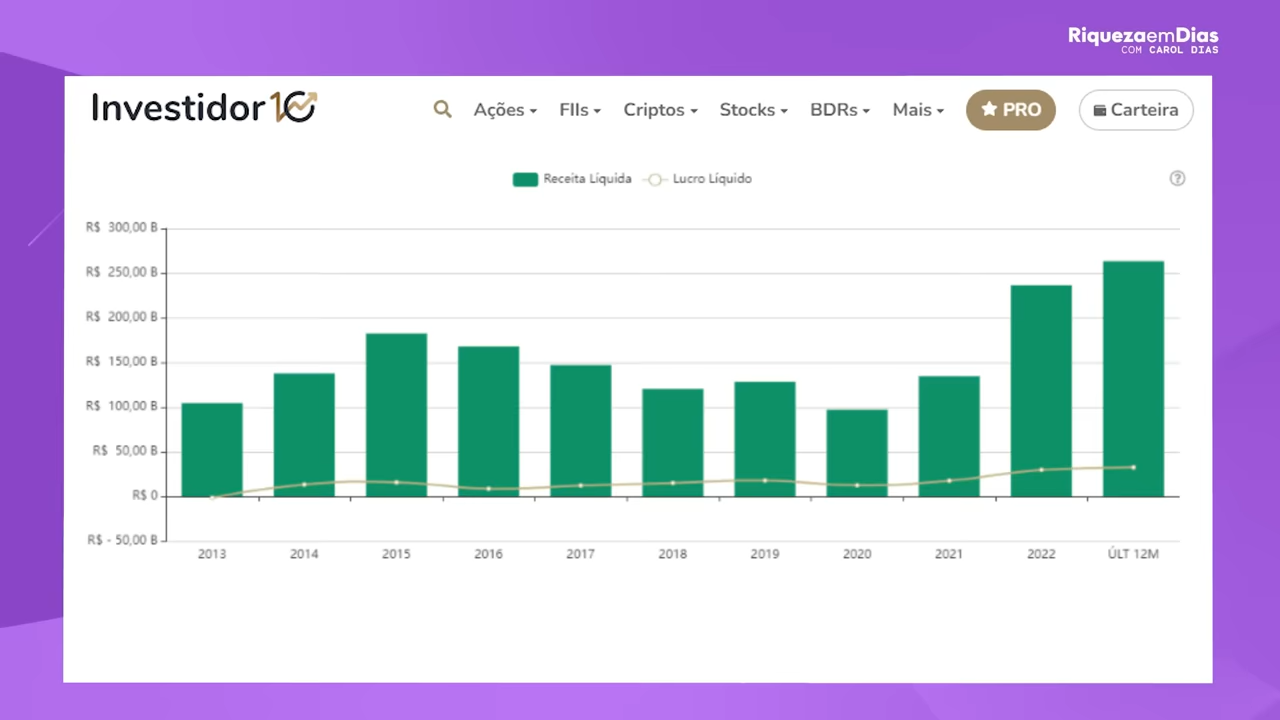 RiquezaemDias
COM CAROL DIAS
Investidor 10
Ações
FIIs
Criptos
Stocks
BDRs
Mais
PRO
Carteira
Receita Líquida
Lucro Líquido
?
R$ 300,00 B
R$ 250,00 B
R$ 200,00 B
R$ 150,00 B
R$ 100,00 B
R$ 50,00 B
R$ 0
R$ - 50,00 B
2013 2014 2015 2016 2017 2018 2019 2020 2021 2022 ÚLT 12M